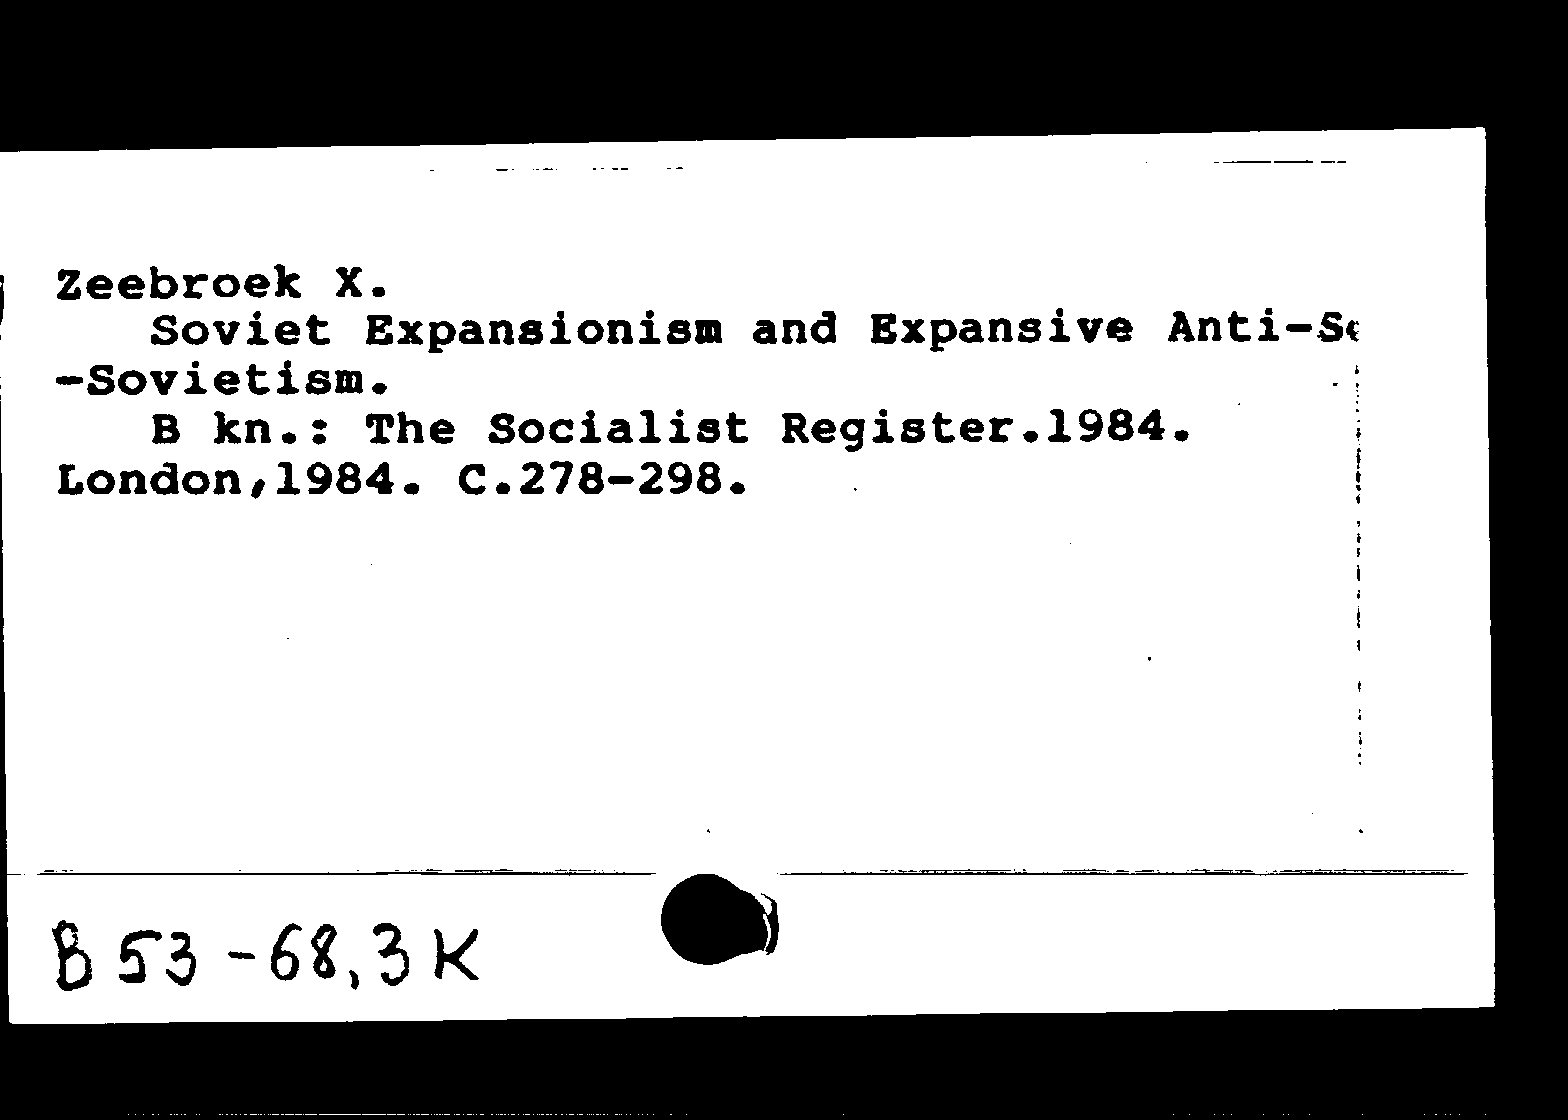 Zeebroek X.
Soviet Expansionism and Expansive Anti-Sc
-Sovietism.
B kn.: The Socialist Register.1984.
London,1984. C.278-298.
B 53 -68,3 K